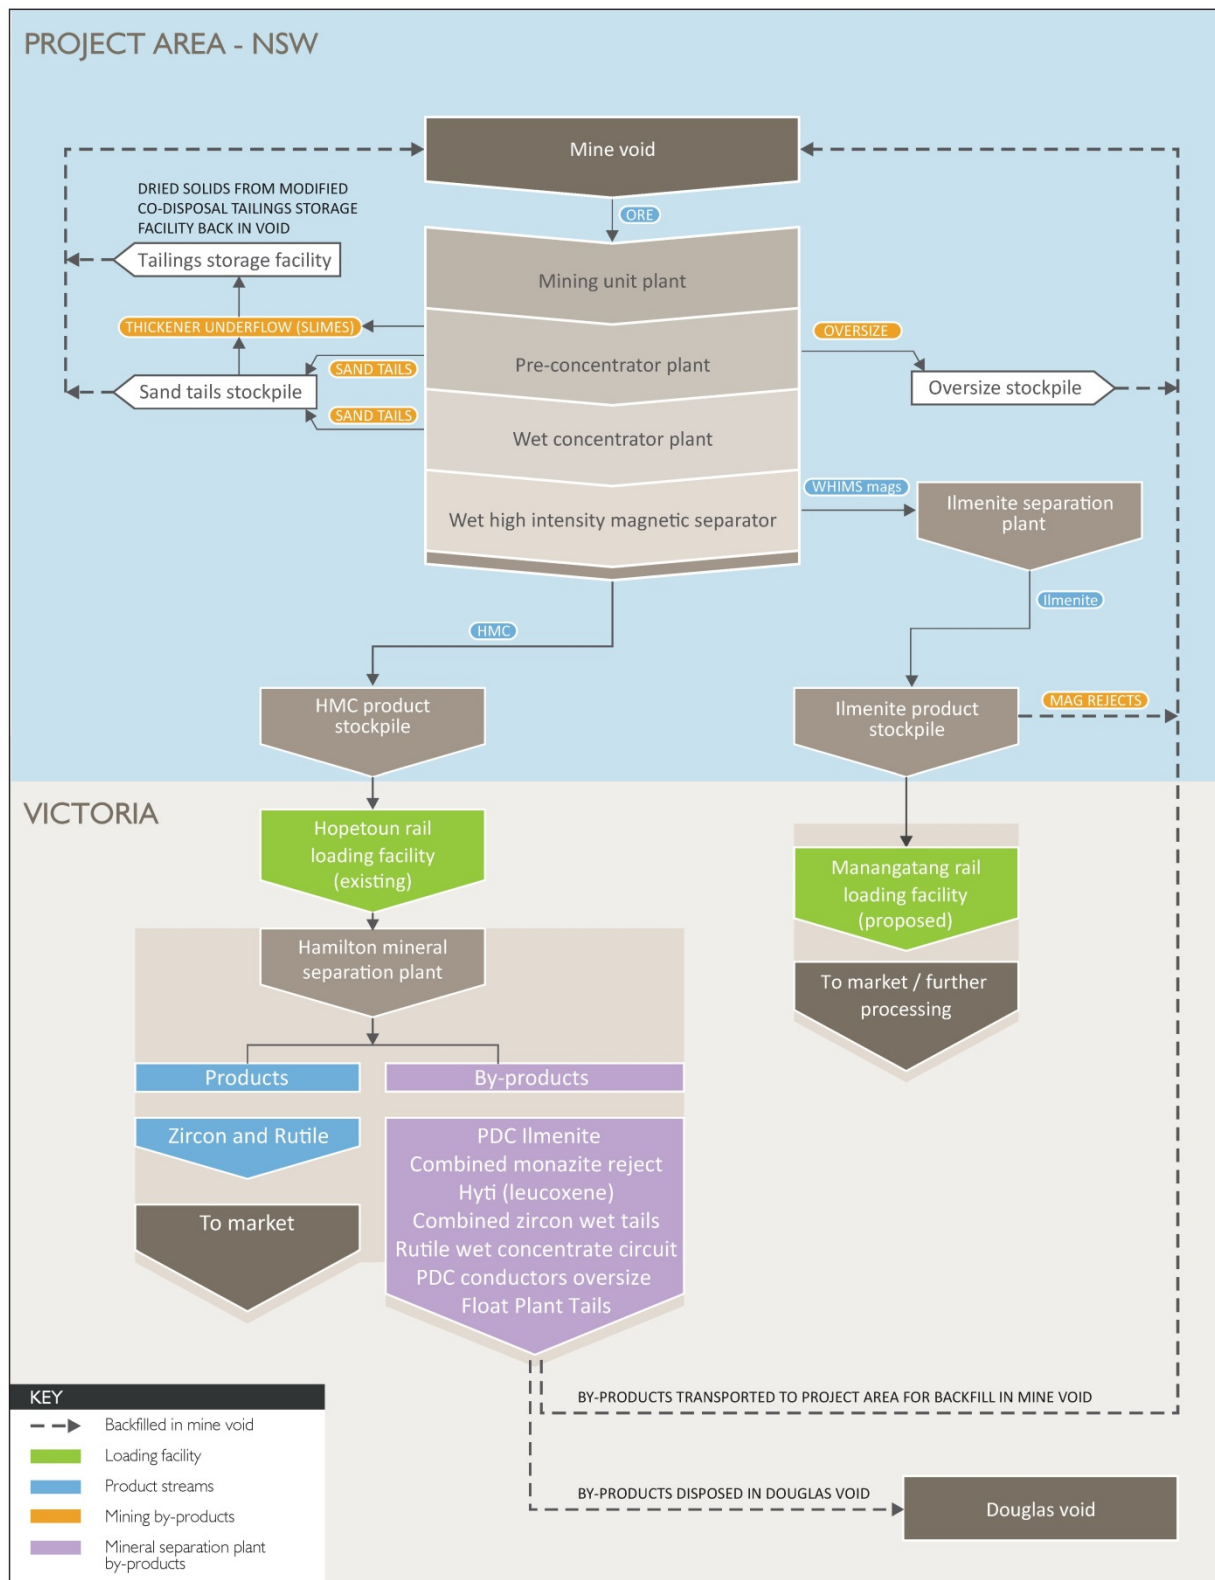 PROJECT AREA - NSW
Mine void
ORE
DRIED SOLIDS FROM MODIFIED
CO-DISPOSAL TAILINGS STORAGE
FACILITY BACK IN VOID
Tailings storage facility
Mining unit plant
THICKENER UNDERFLOW (SLIMES)
OVERSIZE
SAND TAILS
Pre-concentrator plant
Sand tails stockpile
Oversize stockpile
SAND TAILS
Wet concentrator plant
WHIMS mags
Ilmenite separation
plant
Wet high intensity magnetic separator
Ilmenite
HMC
HMC product
stockpile
Ilmenite product
stockpile
MAG REJECTS
VICTORIA
Hopetoun rail
loading facility
(existing)
Manangatang rail
loading facility
(proposed)
Hamilton mineral
separation plant
To market / further
processing
Products
By-products
Zircon and Rutile
PDC Ilmenite
Combined monazite reject
Hyti (leucoxene)
Combined zircon wet tails
Rutile wet concentrate circuit
PDC conductors oversize
Float Plant Tails
To market
BY-PRODUCTS TRANSPORTED TO PROJECT AREA FOR BACKFILL IN MINE VOID
BY-PRODUCTS DISPOSED IN DOUGLAS VOID
Douglas void
KEY
Backfilled in mine void
Loading facility
Product streams
Mining by-products
Mineral separation plant
by-products